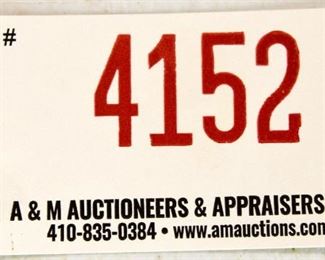 # 4152
A & M AUCTIONEERS & APPRAISERS
410-835-0384 • www.amauctions.com